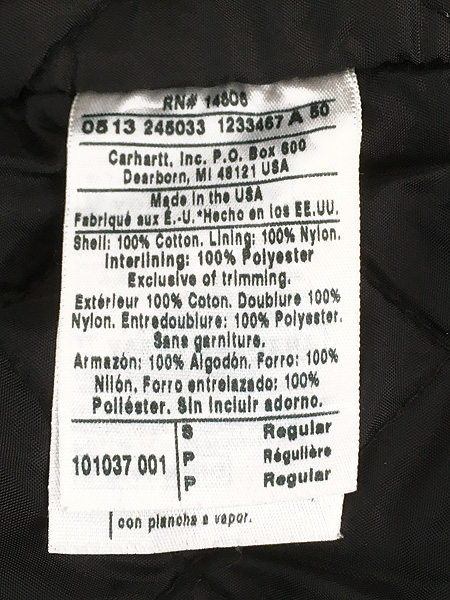 RN# 14806
0513 245033 1233467 A 50
Carhartt, Inc. P.O. Box 600
Dearborn, MI 48121 USA
Made in the USA
Fabriqué aux É.-U.*Hecho en los EE.UU.
Shell: 100% Cotton. Lining: 100% Nylon.
Interlining: 100% Polyester
Exclusive of trimming.
Extérieur 100% Coton. Doublure 100%
Nylon. Entredoublure: 100% Polyester.
Sans garniture.
Armazòn: 100% Algodón. Forro: 100%
Nilón. Forro entrelazado: 100%
Poliéster. Sin incluir adorno.
101037 001
S Regular
P Régulière
P Regular
con plancha a vapor.